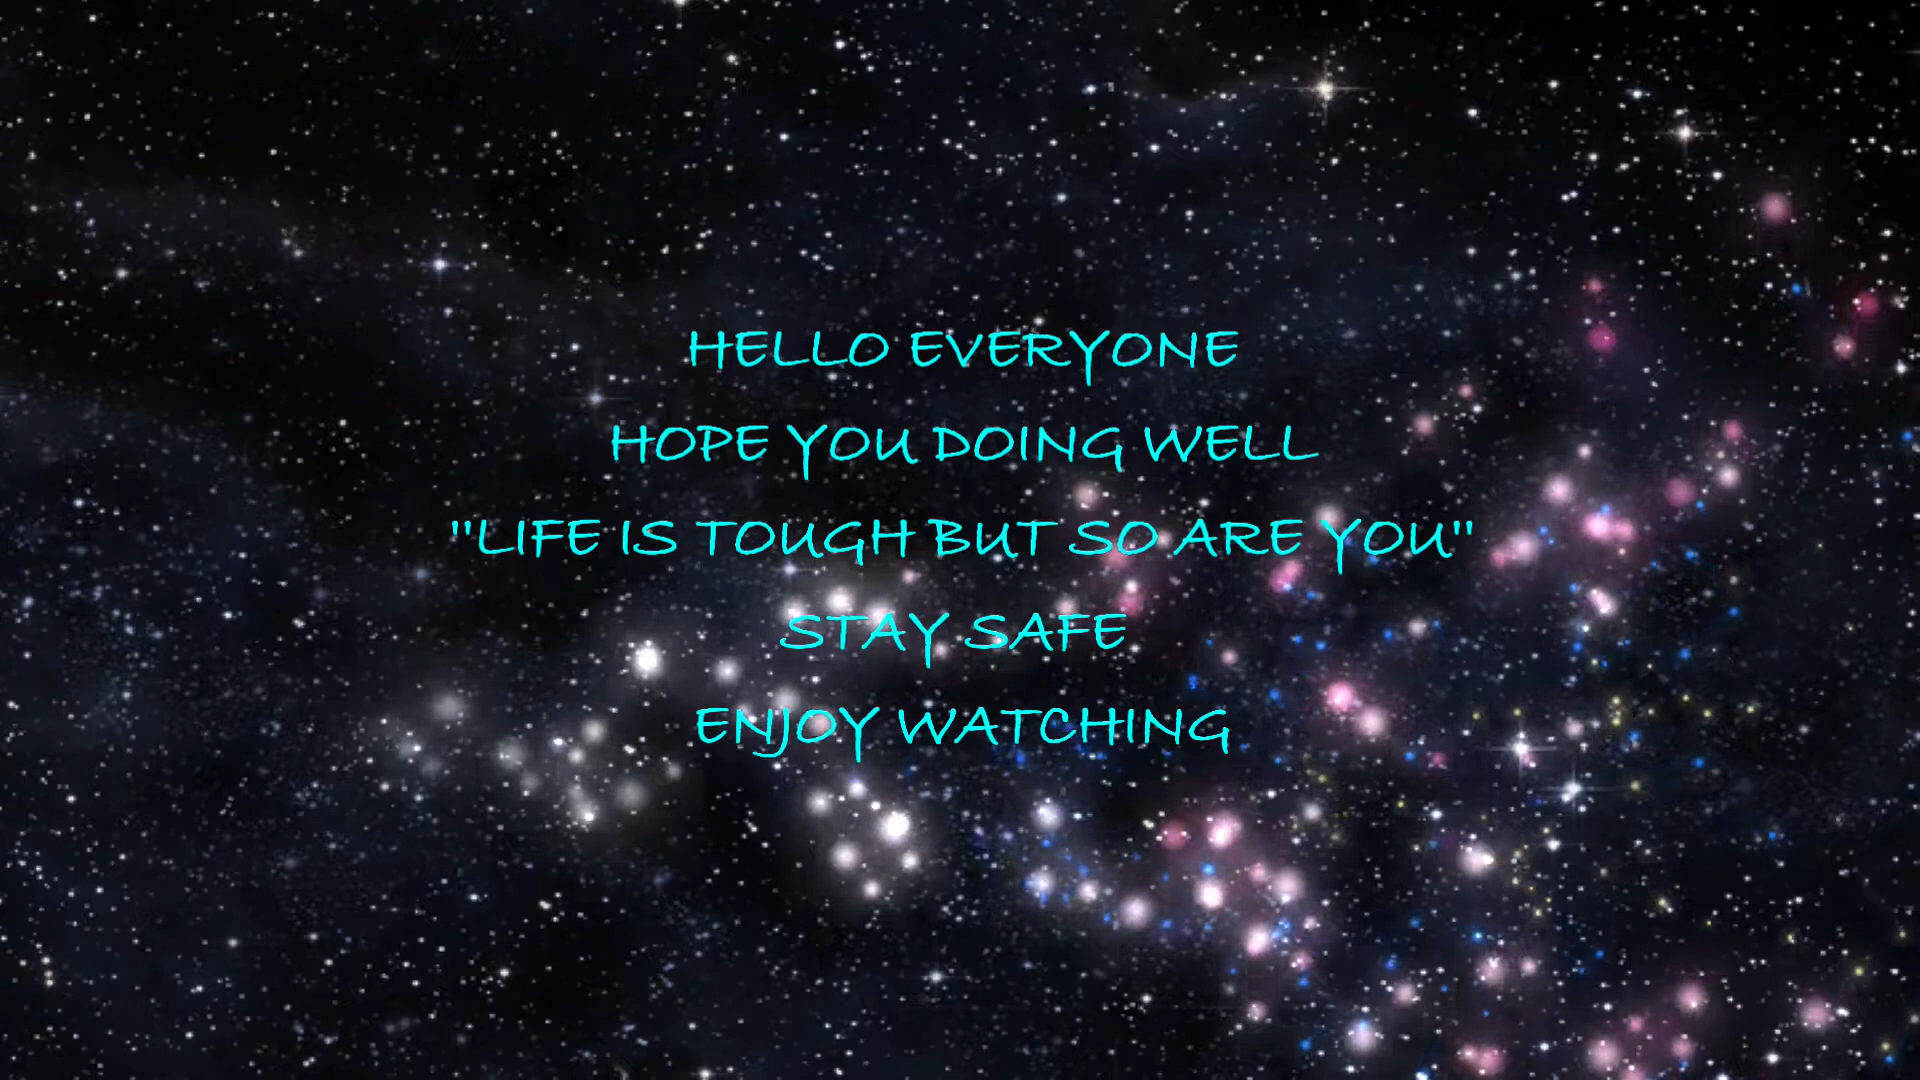 HELLO EVERYONE
HOPE YOU DOING WELL
"LIFE IS TOUGH BUT SO ARE YOU"
STAY SAFE
ENJOY WATCHING